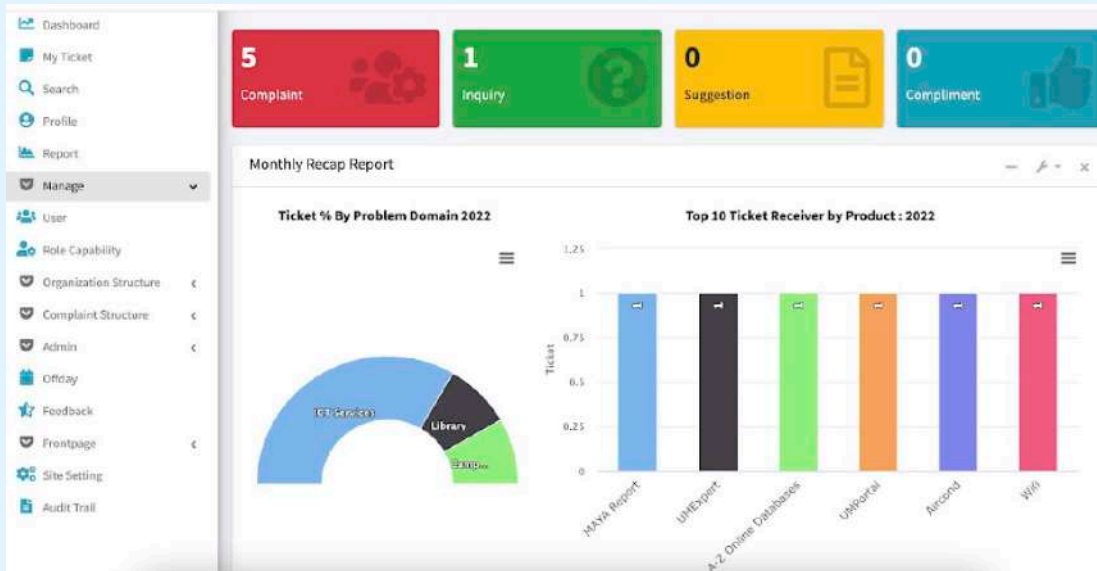 Dashboard
My Ticket
Search
Profile
Report
Manage
User
Role Capability
Organization Structure
Complaint Structure
Admin
Offday
Feedback
Frontpage
Site Setting
Audit Trail
5
Complaint
1
Inquiry
0
Suggestion
0
Compliment
Monthly Recap Report
Ticket % By Problem Domain 2022
ICT Services
Library
Camp...
Top 10 Ticket Receiver by Product : 2022
Ticket
1.25
1
0.75
0.5
0.25
0
1
1
1
1
1
1
MAYA Report
UMExpert
A-Z Online Databases
UMPortal
Aircond
Wifi